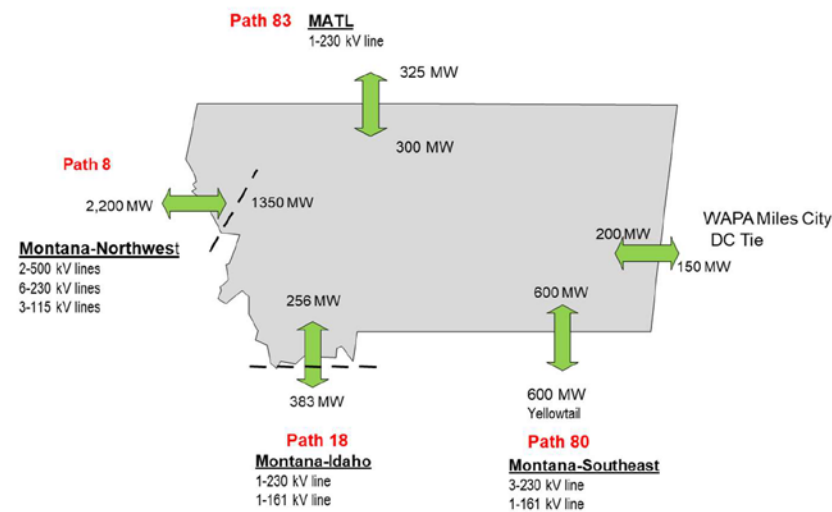 Path 83 MATL
1-230 kV line
325 MW
300 MW
Path 8
2,200 MW
1350 MW
Montana-Northwest
2-500 kV lines
6-230 kV lines
3-115 kV lines
WAPA Miles City
DC Tie
200 MW
150 MW
256 MW
383 MW
Path 18
Montana-Idaho
1-230 kV line
1-161 kV line
600 MW
600 MW
Yellowtail
Path 80
Montana-Southeast
3-230 kV line
1-161 kV line